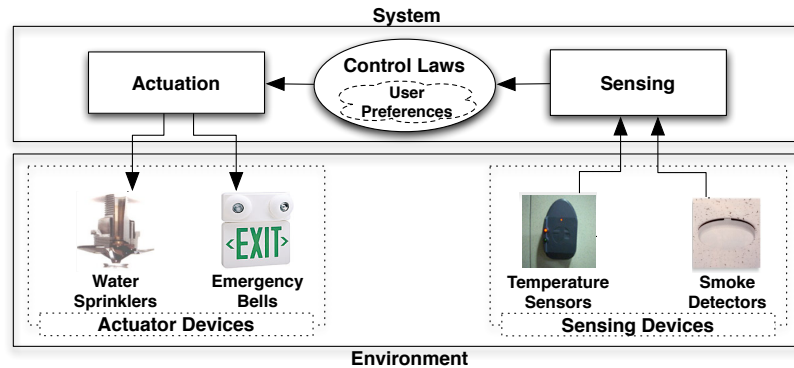 System
Actuation
Control Laws
User
Preferences
Sensing
<EXIT>
Water
Sprinklers
Emergency
Bells
Temperature
Sensors
Smoke
Detectors
Actuator Devices
Sensing Devices
Environment